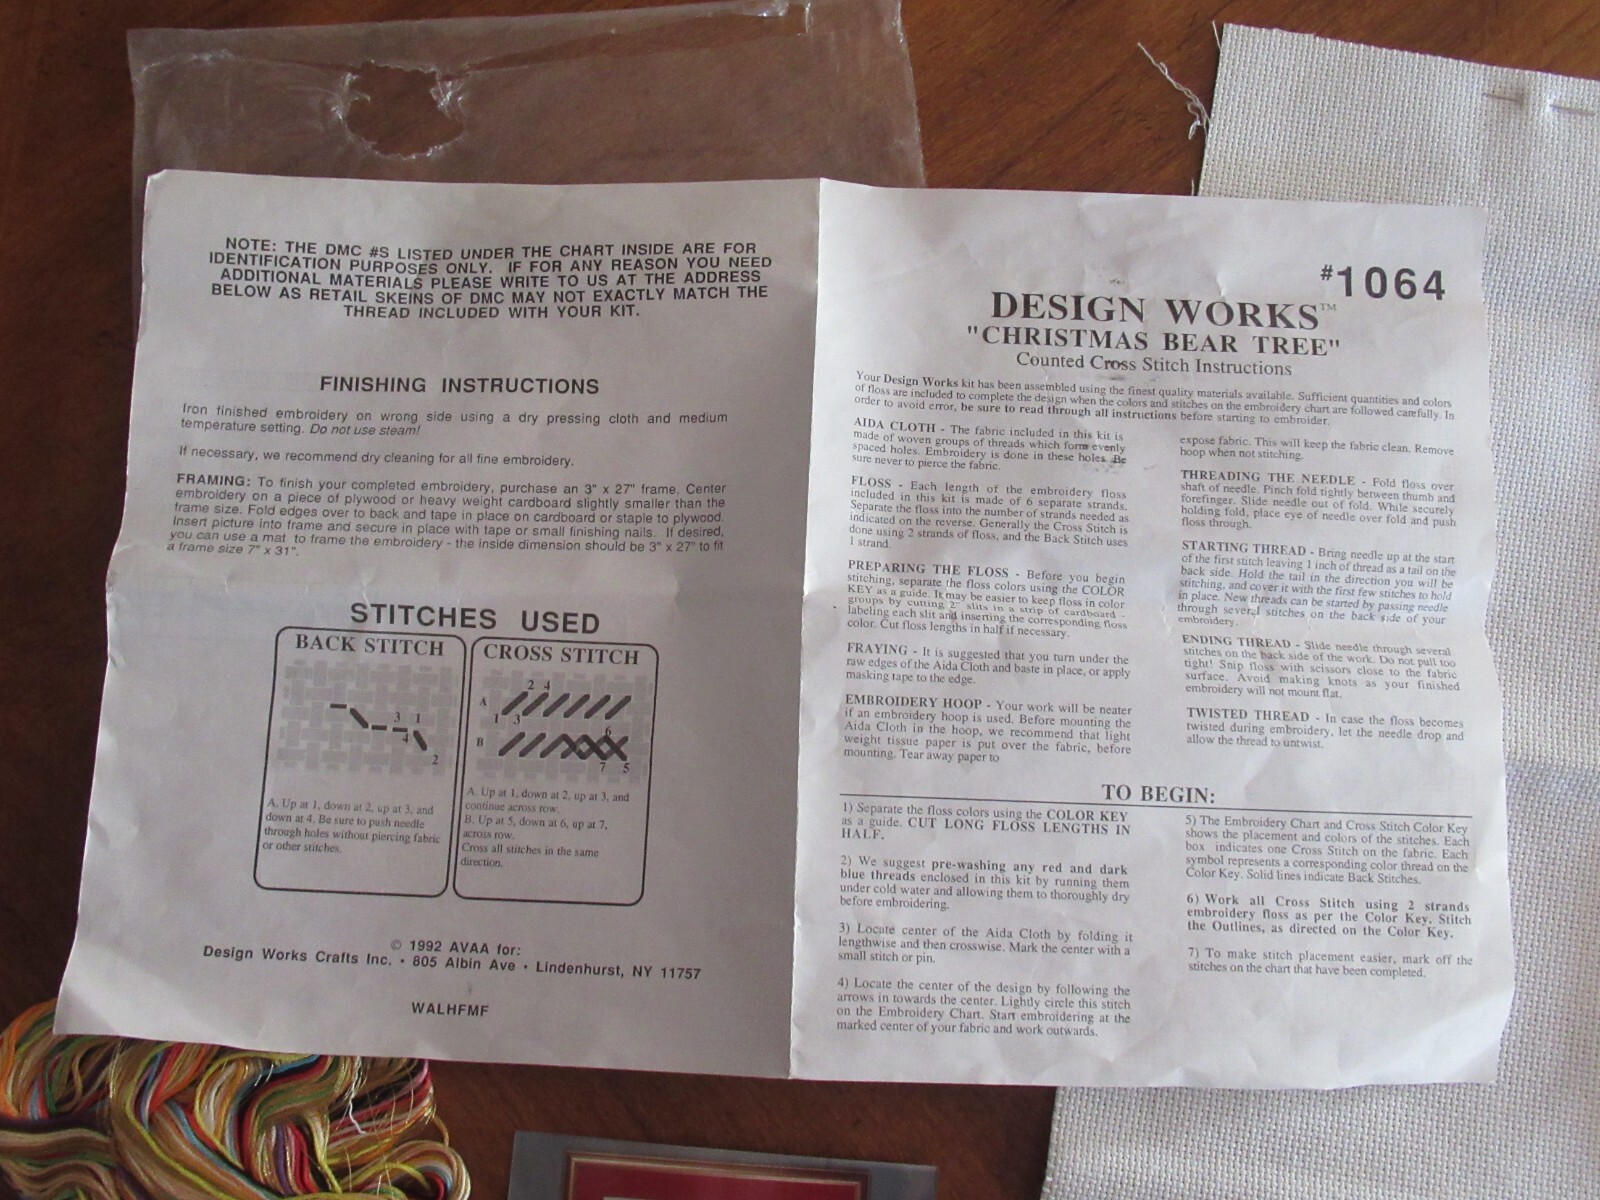 NOTE: THE DMC #S LISTED UNDER THE CHART INSIDE ARE FOR
IDENTIFICATION PURPOSES ONLY. IF FOR ANY REASON YOU NEED
ADDITIONAL MATERIALS PLEASE WRITE TO US AT THE ADDRESS
BELOW AS RETAIL SKEINS OF DMC MAY NOT EXACTLY MATCH THE
THREAD INCLUDED WITH YOUR KIT.
FINISHING INSTRUCTIONS
Iron finished embroidery on wrong side using a dry pressing cloth and medium
temperature setting. Do not use steam!
If necessary, we recommend dry cleaning for all fine embroidery.
FRAMING: To finish your completed embroidery, purchase an 3" x 27" frame. Center
embroidery on a piece of plywood or heavy weight cardboard slightly smaller than the
frame size. Fold edges over to back and tape in place on cardboard or staple to plywood.
Insert picture into frame and secure in place with tape or small finishing nails. If desired,
you can use a mat to frame the embroidery - the inside dimension should be 3" x 27" to fit
a frame size 7" x 31".
STITCHES USED
BACK STITCH
3 1
4
2
A. Up at 1, down at 2, up at 3, and
down at 4. Be sure to push needle
through holes without piercing fabric
or other stitches.
CROSS STITCH
2 4
A
1 3
6
B
7 5
A. Up at 1, down at 2, up at 3, and
continue across row.
B. Up at 5, down at 6, up at 7,
across row.
Cross all stitches in the same
direction.
© 1992 AVAA for:
Design Works Crafts Inc. • 805 Albin Ave • Lindenhurst, NY 11757
WALHFMF
#1064
DESIGN WORKS™
"CHRISTMAS BEAR TREE"
Counted Cross Stitch Instructions
Your Design Works kit has been assembled using the finest quality materials available. Sufficient quantities and colors
of floss are included to complete the design when the colors and stitches on the embroidery chart are followed carefully. In
order to avoid error, be sure to read through all instructions before starting to embroider.
AIDA CLOTH - The fabric included in this kit is
made of woven groups of threads which form evenly
spaced holes. Embroidery is done in these holes. Be
sure never to pierce the fabric.
FLOSS - Each length of the embroidery floss
included in this kit is made of 6 separate strands.
Separate the floss into the number of strands needed as
indicated on the reverse. Generally the Cross Stitch is
done using 2 strands of floss, and the Back Stitch uses
1 strand.
PREPARING THE FLOSS - Before you begin
stitching, separate the floss colors using the COLOR
KEY as a guide. It may be easier to keep floss in color
groups by cutting 2" slits in a strip of cardboard -
labeling each slit and inserting the corresponding floss
color. Cut floss lengths in half if necessary.
FRAYING - It is suggested that you turn under the
raw edges of the Aida Cloth and baste in place, or apply
masking tape to the edge.
EMBROIDERY HOOP - Your work will be neater
if an embroidery hoop is used. Before mounting the
Aida Cloth in the hoop, we recommend that light
weight tissue paper is put over the fabric, before
mounting. Tear away paper to
expose fabric. This will keep the fabric clean. Remove
hoop when not stitching.
THREADING THE NEEDLE - Fold floss over
shaft of needle. Pinch fold tightly between thumb and
forefinger. Slide needle out of fold. While securely
holding fold, place eye of needle over fold and push
floss through.
STARTING THREAD - Bring needle up at the start
of the first stitch leaving 1 inch of thread as a tail on the
back side. Hold the tail in the direction you will be
stitching, and cover it with the first few stitches to hold
in place. New threads can be started by passing needle
through several stitches on the back side of your
embroidery.
ENDING THREAD - Slide needle through several
stitches on the back side of the work. Do not pull too
tight! Snip floss with scissors close to the fabric
surface. Avoid making knots as your finished
embroidery will not mount flat.
TWISTED THREAD - In case the floss becomes
twisted during embroidery, let the needle drop and
allow the thread to untwist.
TO BEGIN:
1) Separate the floss colors using the COLOR KEY
as a guide. CUT LONG FLOSS LENGTHS IN
HALF.
2) We suggest pre-washing any red and dark
blue threads enclosed in this kit by running them
under cold water and allowing them to thoroughly dry
before embroidering.
3) Locate center of the Aida Cloth by folding it
lengthwise and then crosswise. Mark the center with a
small stitch or pin.
4) Locate the center of the design by following the
arrows in towards the center. Lightly circle this stitch
on the Embroidery Chart. Start embroidering at the
marked center of your fabric and work outwards.
5) The Embroidery Chart and Cross Stitch Color Key
shows the placement and colors of the stitches. Each
box indicates one Cross Stitch on the fabric. Each
symbol represents a corresponding color thread on the
Color Key. Solid lines indicate Back Stitches.
6) Work all Cross Stitch using 2 strands
embroidery floss as per the Color Key. Stitch
the Outlines, as directed on the Color Key.
7) To make stitch placement easier, mark off the
stitches on the chart that have been completed.